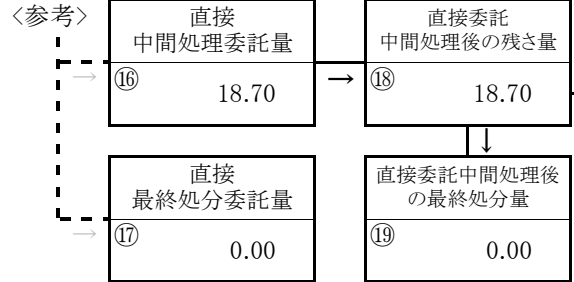 〈参考〉
直接
中間処理委託量
⑯
18.70
→
直接委託
中間処理後の残さ量
⑱
18.70
→
↓
直接
最終処分委託量
⑰
0.00
→
直接委託中間処理後
の最終処分量
⑲
0.00